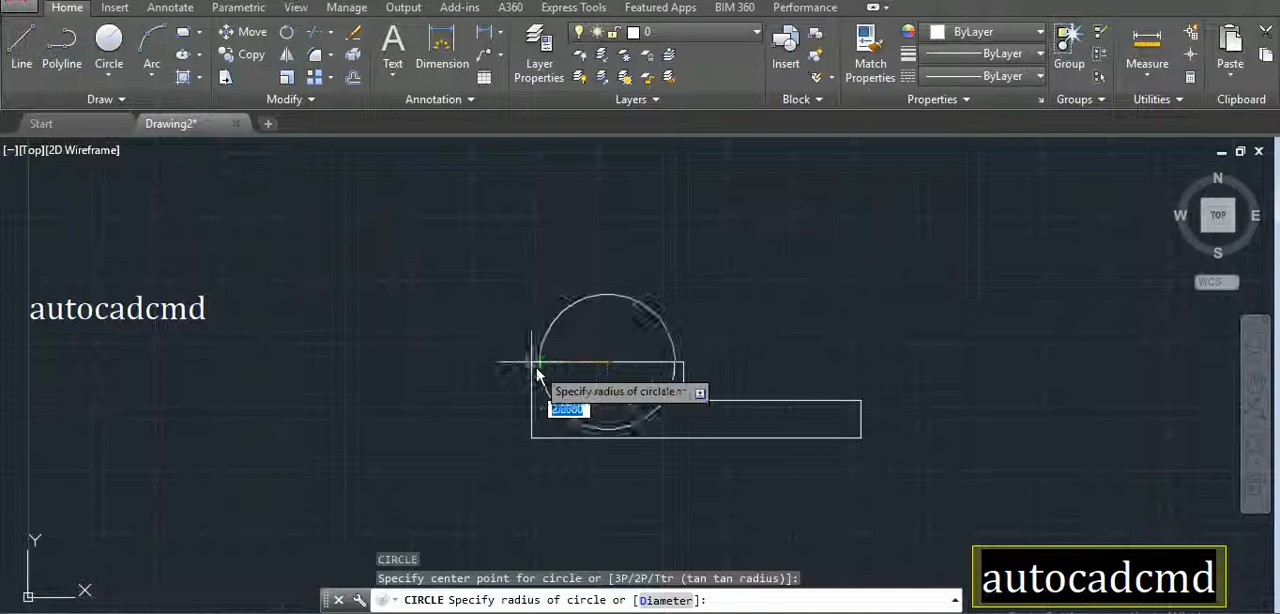 Home Insert Annotate Parametric View Manage Output Add-ins A360 Express Tools Featured Apps BIM 360 Performance
Line Polyline Circle Arc
Move
Copy
Text Dimension
Layer Properties
0
Insert
Match Properties
ByLayer
ByLayer
ByLayer
Group Measure Paste
Draw Modify Annotation Layers Block Properties Groups Utilities Clipboard
Start Drawing2*
[−][Top][2D Wireframe]
N
W TOP E
S
WCS
autocadcmd
Specify radius of circle
Y
X
CIRCLE
Specify center point for circle or [3P/2P/Ttr (tan tan radius)]:
CIRCLE Specify radius of circle or [Diameter]:
autocadcmd